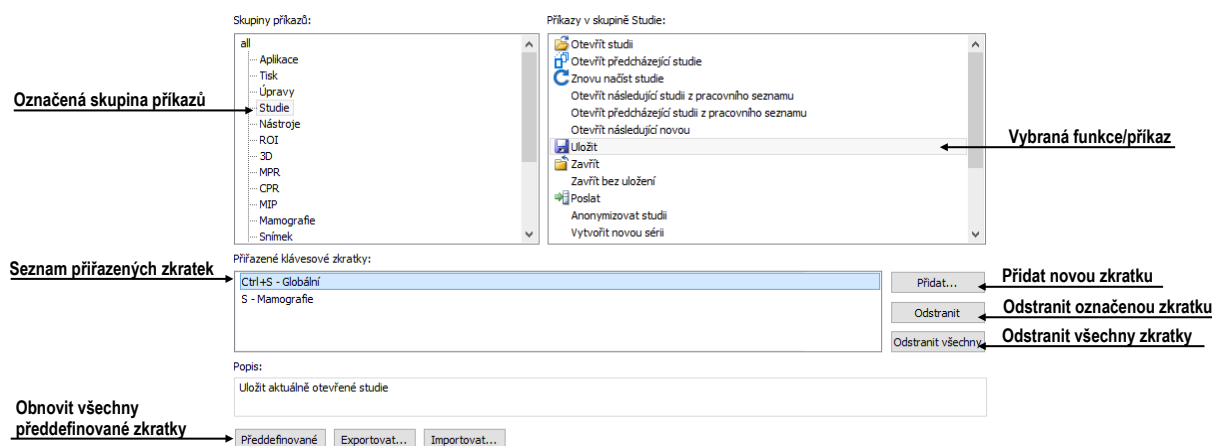 Skupiny příkazů:
Příkazy v skupině Studie:
all
Aplikace
Tisk
Úpravy
Studie
Nástroje
ROI
3D
MPR
CPR
MIP
Mamografie
Snímek
Otevřít studii
Otevřít předcházející studie
Znovu načíst studie
Otevřít následující studii z pracovního seznamu
Otevřít předcházející studii z pracovního seznamu
Otevřít následující novou
Uložit
Zavřít
Zavřít bez uložení
Poslat
Anonymizovat studii
Vytvořit novou sérii
Označená skupina příkazů
Vybraná funkce/příkaz
Přiřazené klávesové zkratky:
Seznam přiřazených zkratek
Ctrl+S - Globální
S - Mamografie
Přidat...
Přidat novou zkratku
Odstranit
Odstranit označenou zkratku
Odstranit všechny
Odstranit všechny zkratky
Popis:
Uložit aktuálně otevřené studie
Obnovit všechny
předdefinované zkratky
Předdefinované
Exportovat...
Importovat...